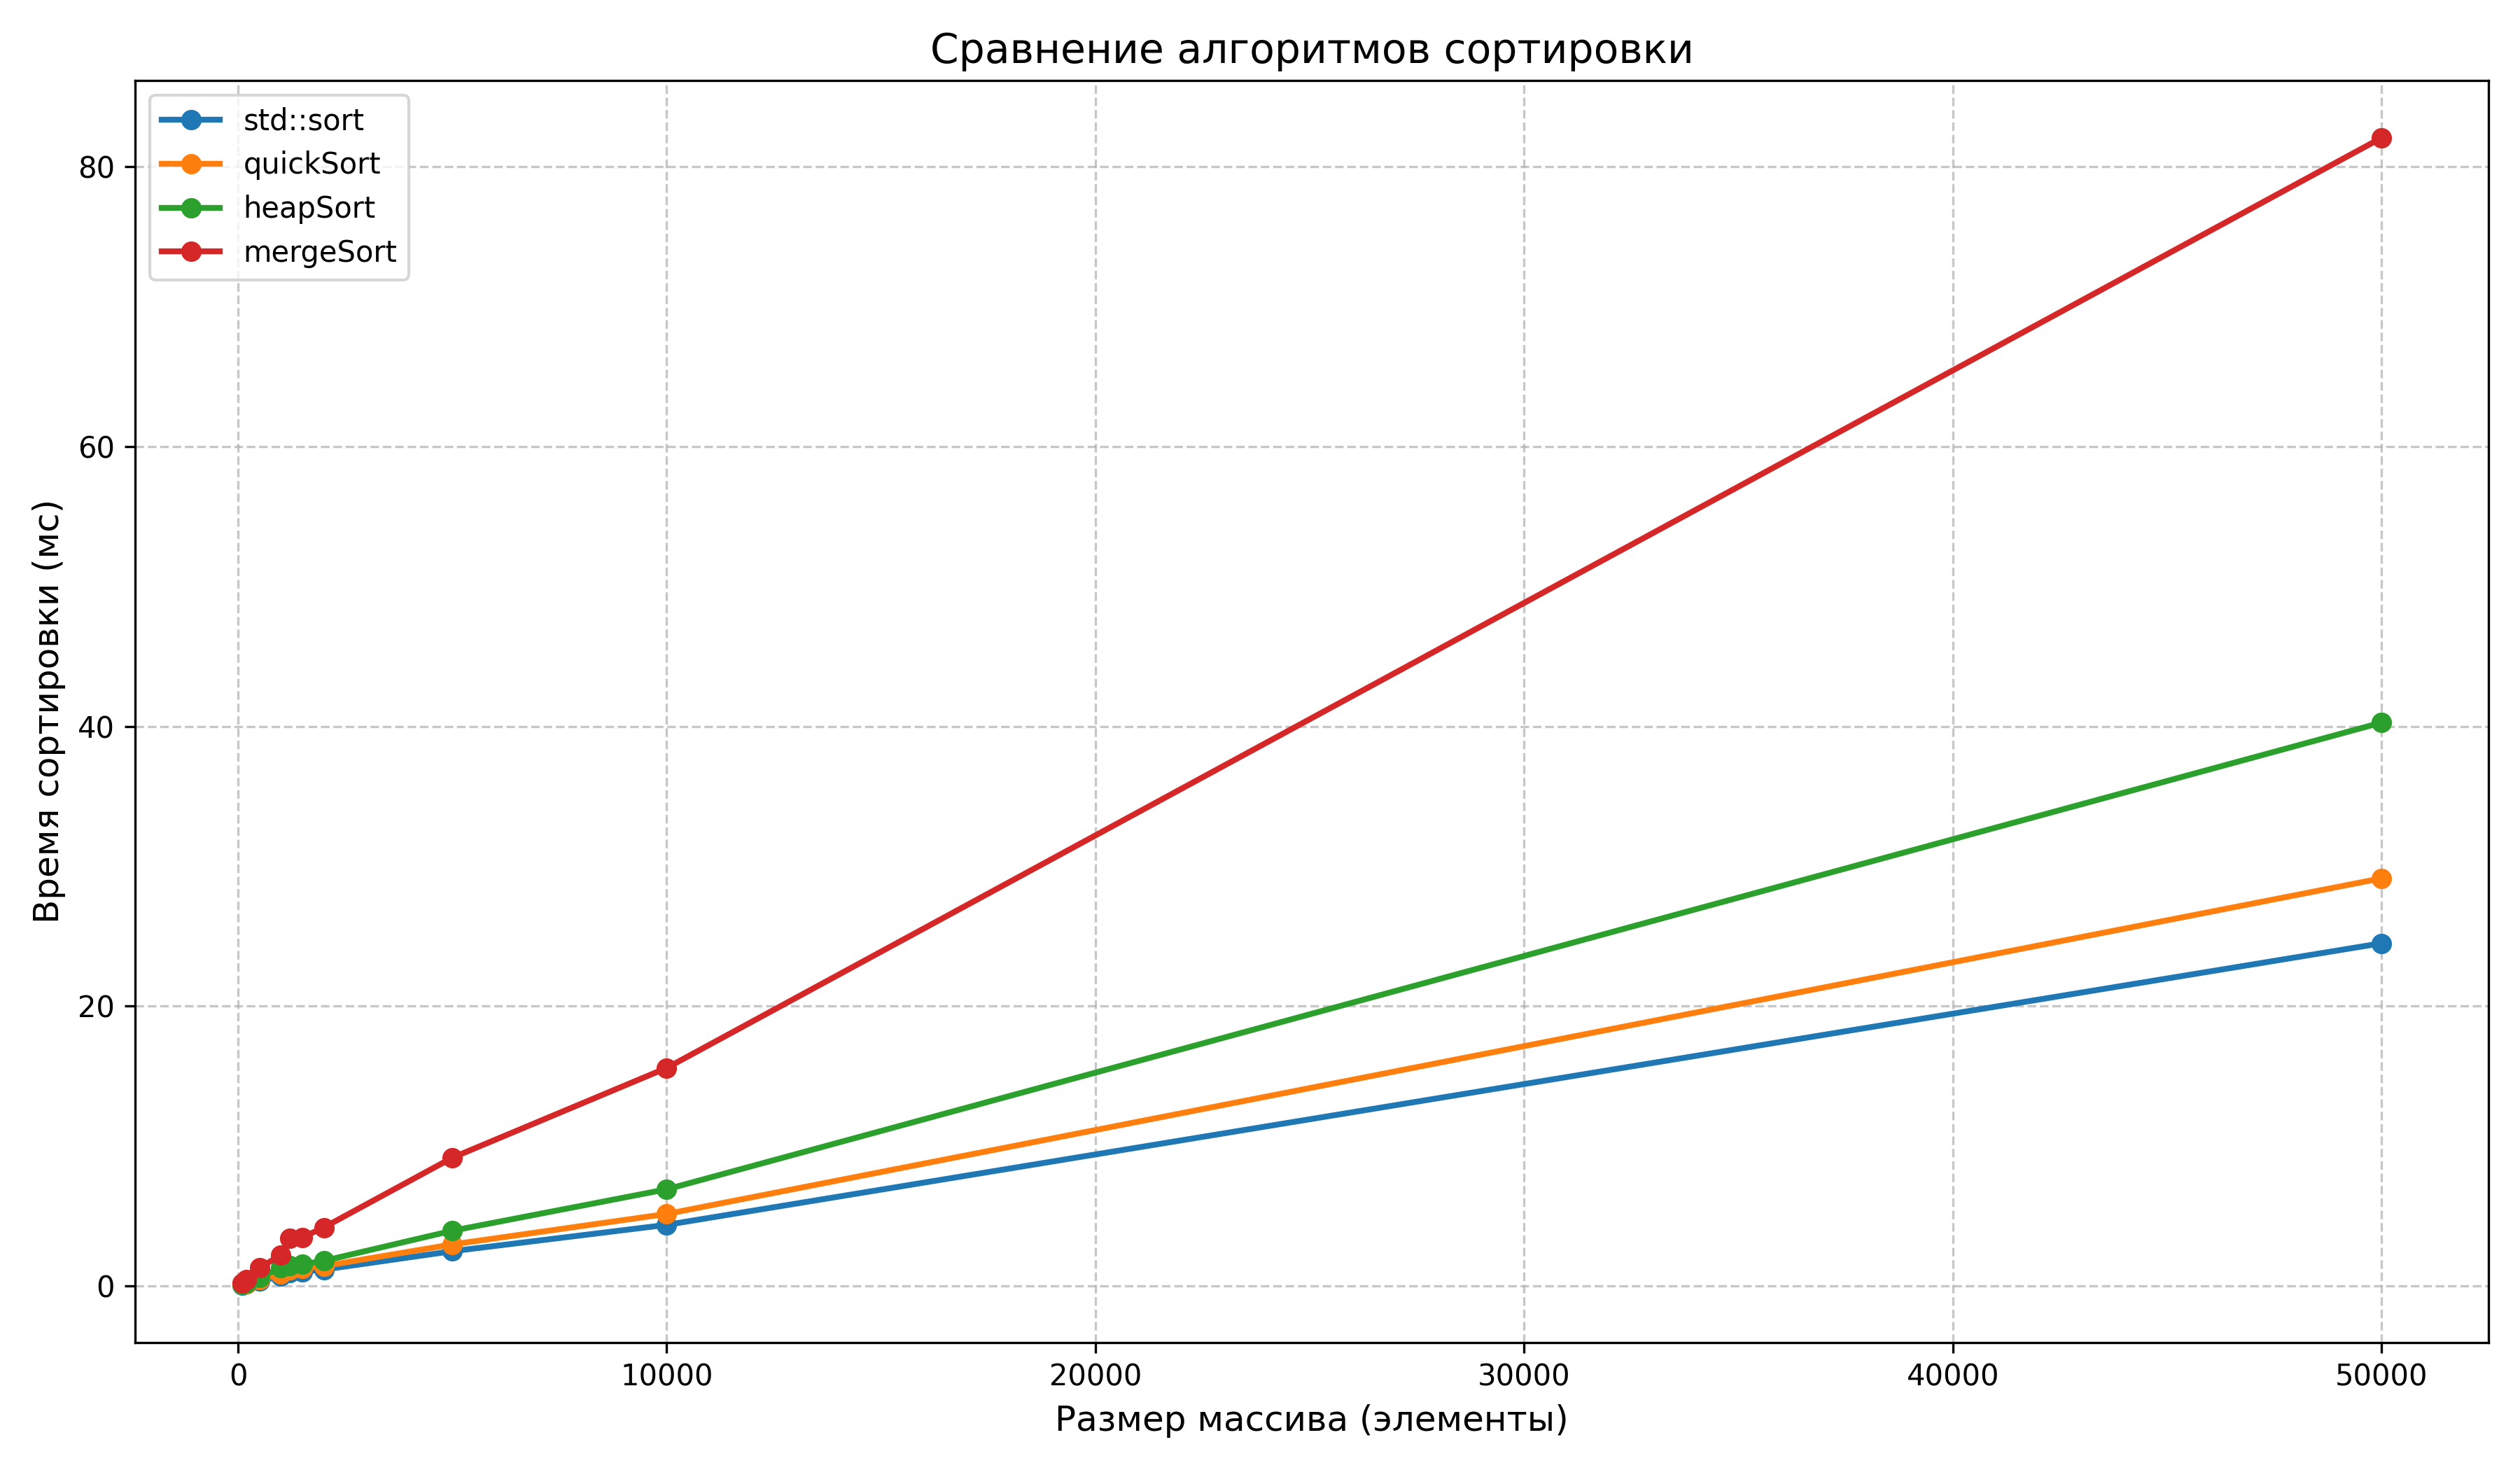 Сравнение алгоритмов сортировки
std::sort
quickSort
heapSort
mergeSort
Время сортировки (мс)
80
60
40
20
0
0 10000 20000 30000 40000 50000
Размер массива (элементы)